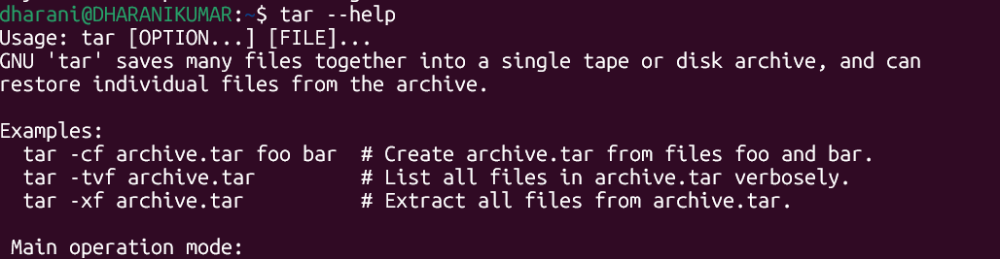 dharani@DHARANIKUMAR:~$ tar --help
Usage: tar [OPTION...] [FILE]...
GNU 'tar' saves many files together into a single tape or disk archive, and can
restore individual files from the archive.
Examples:
tar -cf archive.tar foo bar # Create archive.tar from files foo and bar.
tar -tvf archive.tar # List all files in archive.tar verbosely.
tar -xf archive.tar # Extract all files from archive.tar.
Main operation mode: